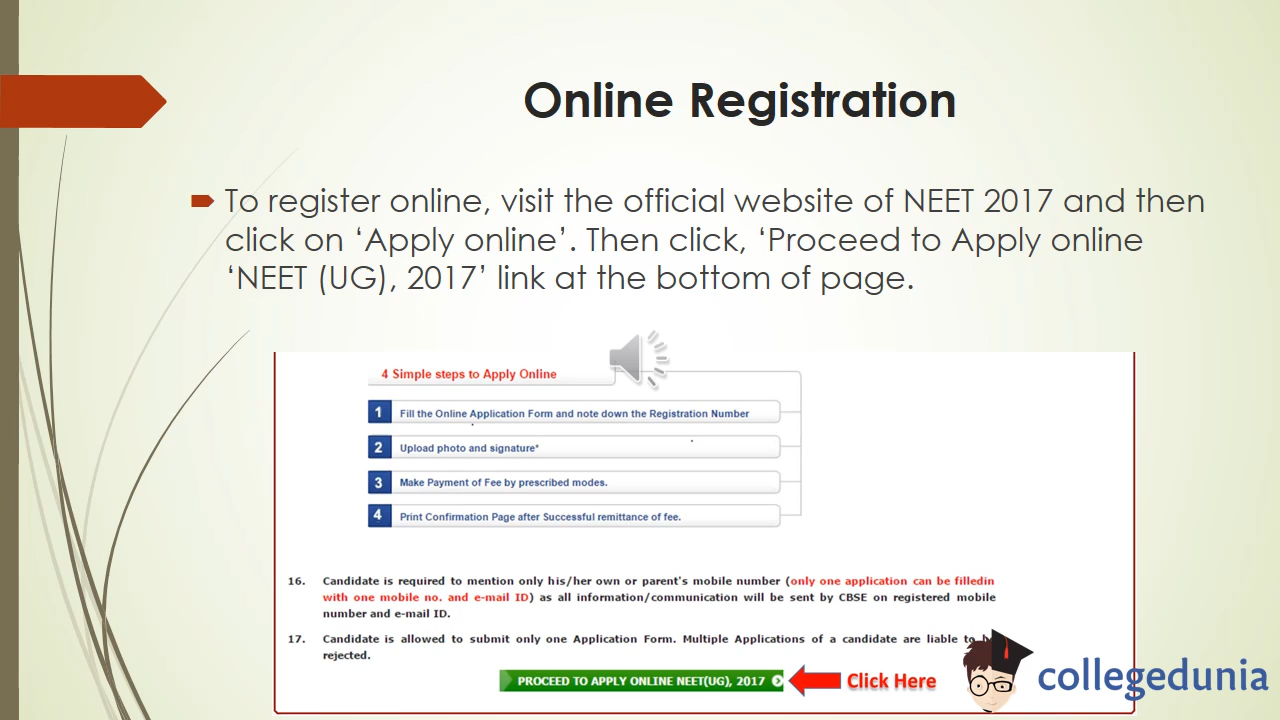 Online Registration
To register online, visit the official website of NEET 2017 and then
click on ‘Apply online’. Then click, ‘Proceed to Apply online
‘NEET (UG), 2017’ link at the bottom of page.
4 Simple steps to Apply Online
1 Fill the Online Application Form and note down the Registration Number
2 Upload photo and signature*
3 Make Payment of Fee by prescribed modes.
4 Print Confirmation Page after Successful remittance of fee.
16. Candidate is required to mention only his/her own or parent's mobile number (only one application can be filledin
with one mobile no. and e-mail ID) as all information/communication will be sent by CBSE on registered mobile
number and e-mail ID.
17. Candidate is allowed to submit only one Application Form. Multiple Applications of a candidate are liable to
rejected.
PROCEED TO APPLY ONLINE NEET(UG), 2017
Click Here
collegedunia